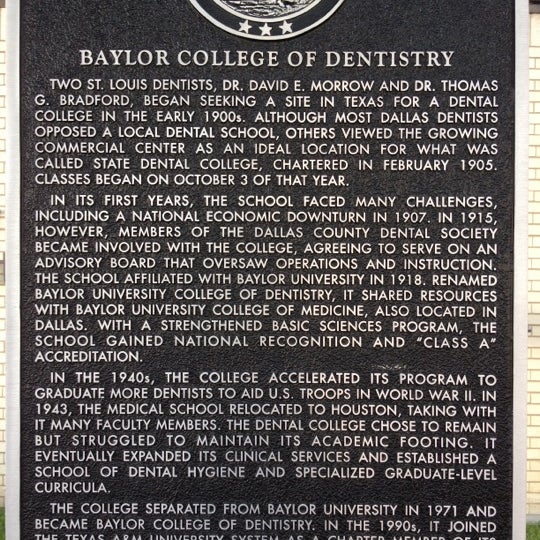 BAYLOR COLLEGE OF DENTISTRY
TWO ST. LOUIS DENTISTS, DR. DAVID E. MORROW AND DR. THOMAS
G. BRADFORD, BEGAN SEEKING A SITE IN TEXAS FOR A DENTAL
COLLEGE IN THE EARLY 1900s. ALTHOUGH MOST DALLAS DENTISTS
OPPOSED A LOCAL DENTAL SCHOOL, OTHERS VIEWED THE GROWING
COMMERCIAL CENTER AS AN IDEAL LOCATION FOR WHAT WAS
CALLED STATE DENTAL COLLEGE, CHARTERED IN FEBRUARY 1905.
CLASSES BEGAN ON OCTOBER 3 OF THAT YEAR.
IN ITS FIRST YEARS, THE SCHOOL FACED MANY CHALLENGES,
INCLUDING A NATIONAL ECONOMIC DOWNTURN IN 1907. IN 1915,
HOWEVER, MEMBERS OF THE DALLAS COUNTY DENTAL SOCIETY
BECAME INVOLVED WITH THE COLLEGE, AGREEING TO SERVE ON AN
ADVISORY BOARD THAT OVERSAW OPERATIONS AND INSTRUCTION.
THE SCHOOL AFFILIATED WITH BAYLOR UNIVERSITY IN 1918. RENAMED
BAYLOR UNIVERSITY COLLEGE OF DENTISTRY, IT SHARED RESOURCES
WITH BAYLOR UNIVERSITY COLLEGE OF MEDICINE, ALSO LOCATED IN
DALLAS. WITH A STRENGTHENED BASIC SCIENCES PROGRAM, THE
SCHOOL GAINED NATIONAL RECOGNITION AND "CLASS A"
ACCREDITATION.
IN THE 1940s, THE COLLEGE ACCELERATED ITS PROGRAM TO
GRADUATE MORE DENTISTS TO AID U.S. TROOPS IN WORLD WAR II. IN
1943, THE MEDICAL SCHOOL RELOCATED TO HOUSTON, TAKING WITH
IT MANY FACULTY MEMBERS. THE DENTAL COLLEGE CHOSE TO REMAIN
BUT STRUGGLED TO MAINTAIN ITS ACADEMIC FOOTING. IT
EVENTUALLY EXPANDED ITS CLINICAL SERVICES AND ESTABLISHED A
SCHOOL OF DENTAL HYGIENE AND SPECIALIZED GRADUATE-LEVEL
CURRICULA.
THE COLLEGE SEPARATED FROM BAYLOR UNIVERSITY IN 1971 AND
BECAME BAYLOR COLLEGE OF DENTISTRY. IN THE 1990s, IT JOINED
THE TEXAS A&M UNIVERSITY SYSTEM AS A CHARTER MEMBER OF ITS